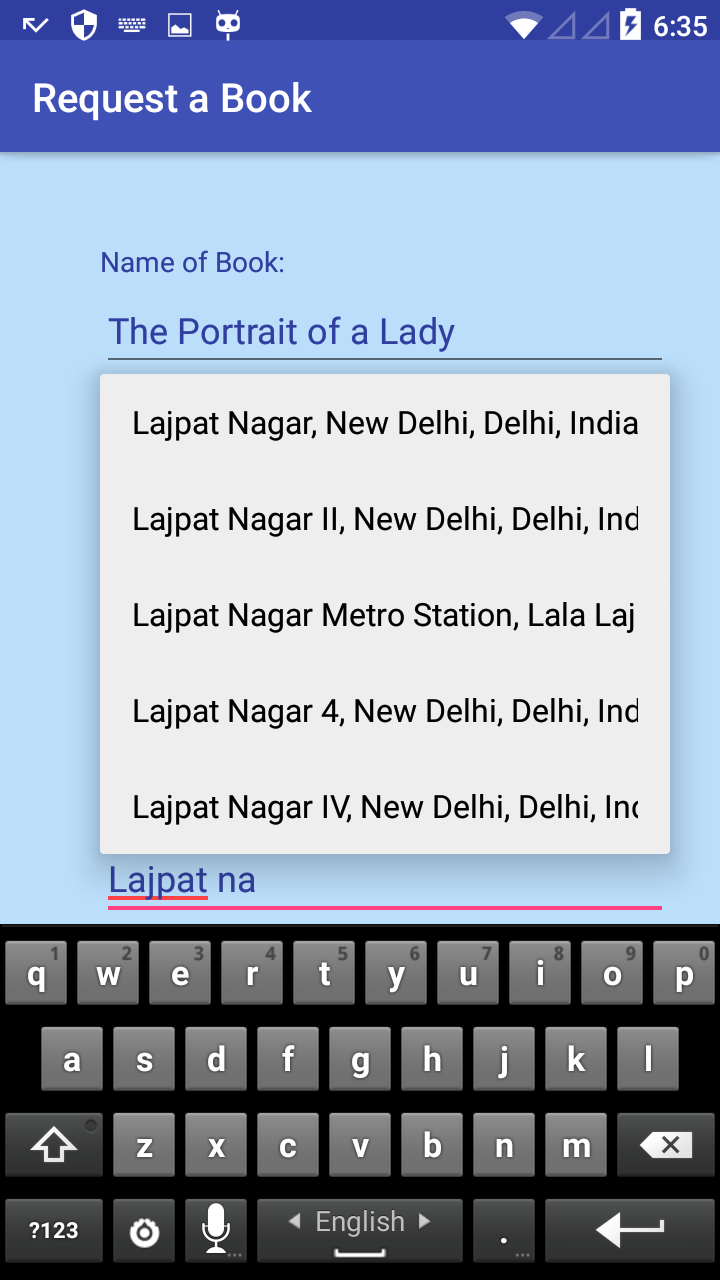 6:35
Request a Book
Name of Book:
The Portrait of a Lady
Lajpat Nagar, New Delhi, Delhi, India
Lajpat Nagar II, New Delhi, Delhi, Ind
Lajpat Nagar Metro Station, Lala Laj
Lajpat Nagar 4, New Delhi, Delhi, Ind
Lajpat Nagar IV, New Delhi, Delhi, Inc
Lajpat na
q 1 w 2 e 3 r 4 t 5 y 6 u 7 i 8 o 9 p 0
a s d f g h j k l
z x c v b n m
?123 ... English . ...